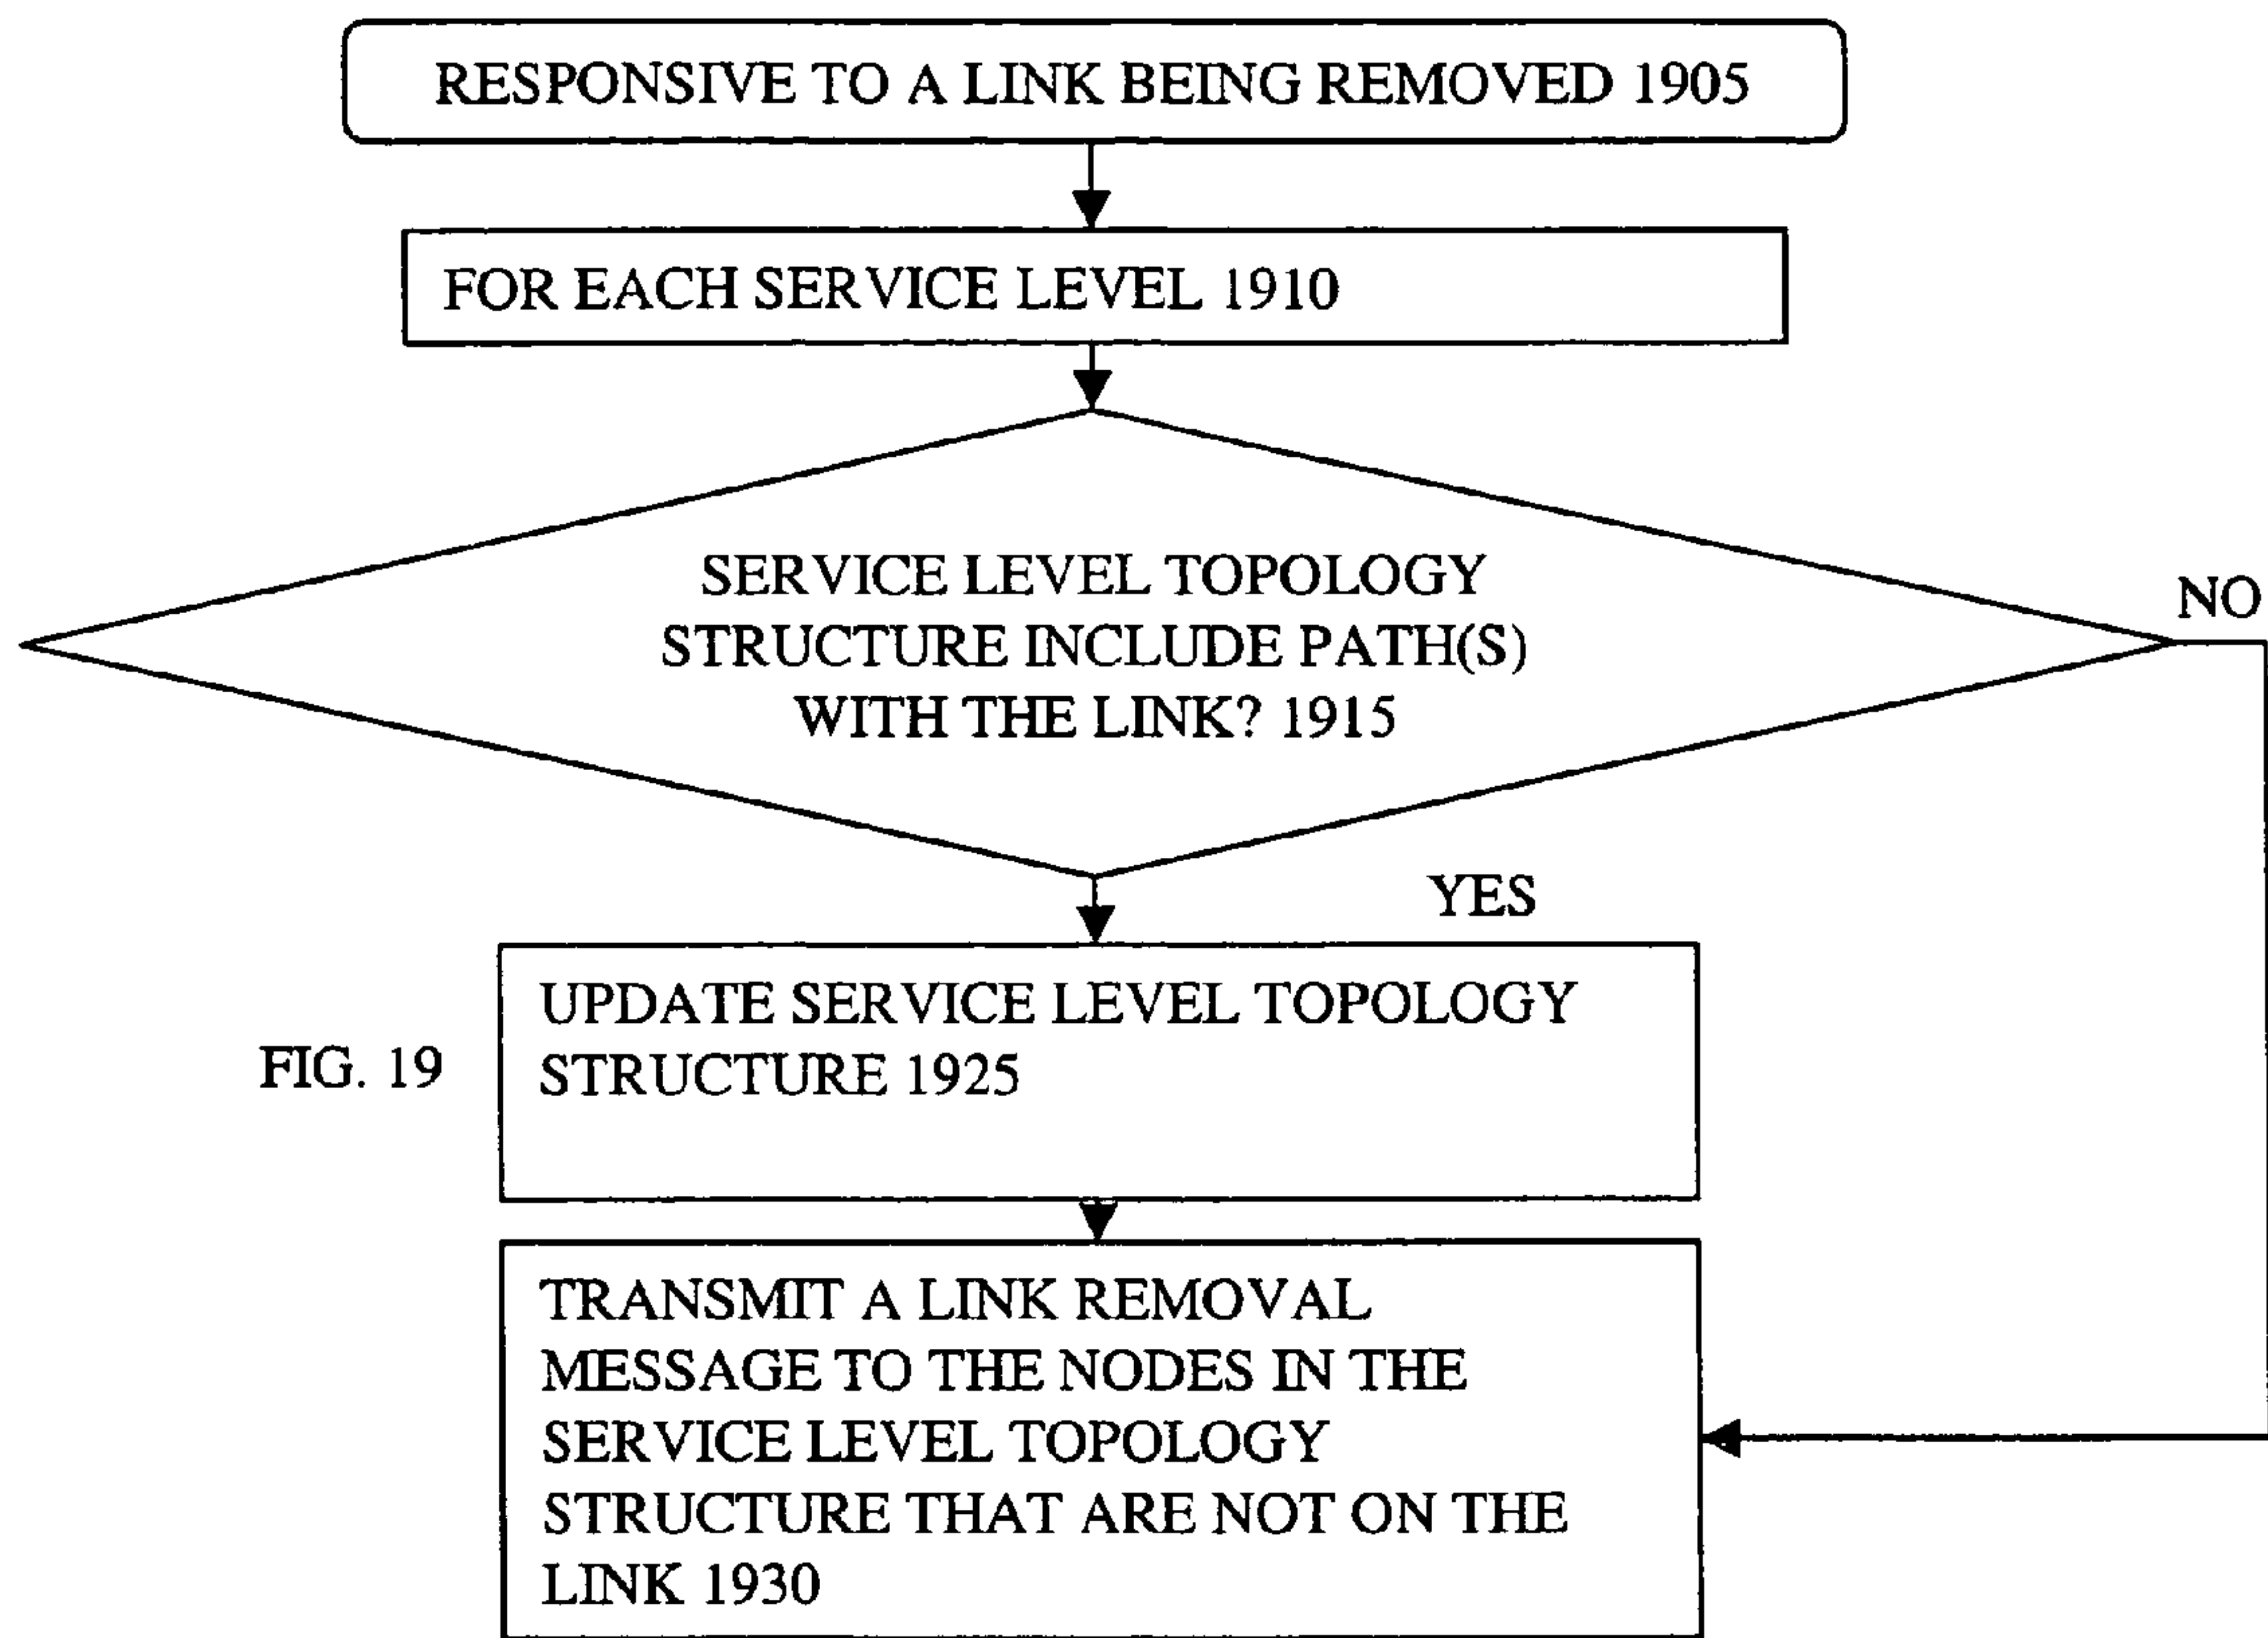 RESPONSIVE TO A LINK BEING REMOVED 1905
FOR EACH SERVICE LEVEL 1910
SERVICE LEVEL TOPOLOGY
STRUCTURE INCLUDE PATH(S)
WITH THE LINK? 1915
NO
YES
UPDATE SERVICE LEVEL TOPOLOGY
STRUCTURE 1925
FIG. 19
TRANSMIT A LINK REMOVAL
MESSAGE TO THE NODES IN THE
SERVICE LEVEL TOPOLOGY
STRUCTURE THAT ARE NOT ON THE
LINK 1930